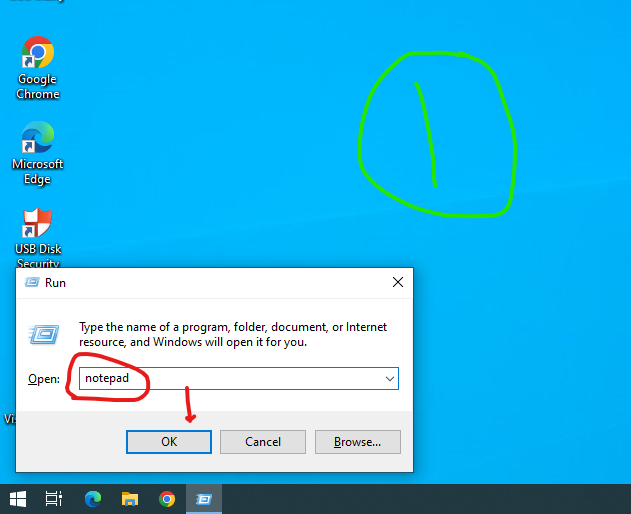 Google
Chrome
Microsoft
Edge
USB Disk
Security
1
Run
Type the name of a program, folder, document, or Internet
resource, and Windows will open it for you.
Open:
notepad
OK
Cancel
Browse...